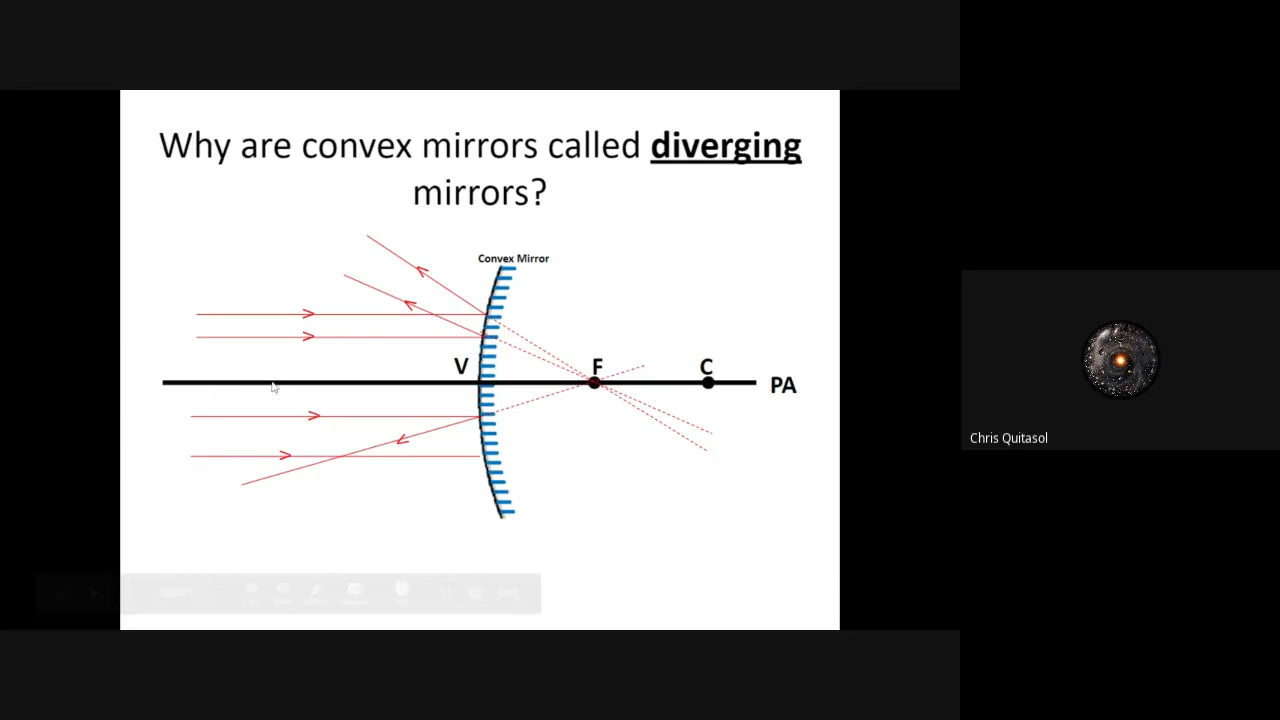 Why are convex mirrors called diverging
mirrors?
Convex Mirror
V
F
C
PA
Chris Quitasol